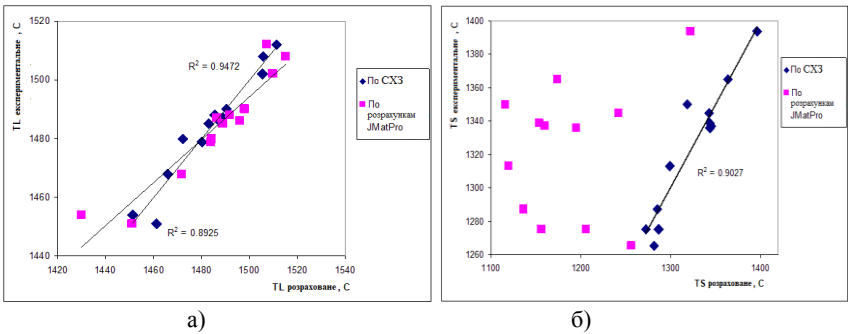 TL експериментальне , С
1520
1500
1480
1460
1440
R² = 0.9472
R² = 0.8925
1420 1440 1460 1480 1500 1520 1540
TL розраховане , С
По СХЗ
По
розрахункам
JMatPro
а)
TS експериментальне , С
1400
1380
1360
1340
1320
1300
1280
1260
R² = 0.9027
1100 1200 1300 1400
TS розраховане , С
По СХЗ
По
розрахункам
JMatPro
б)